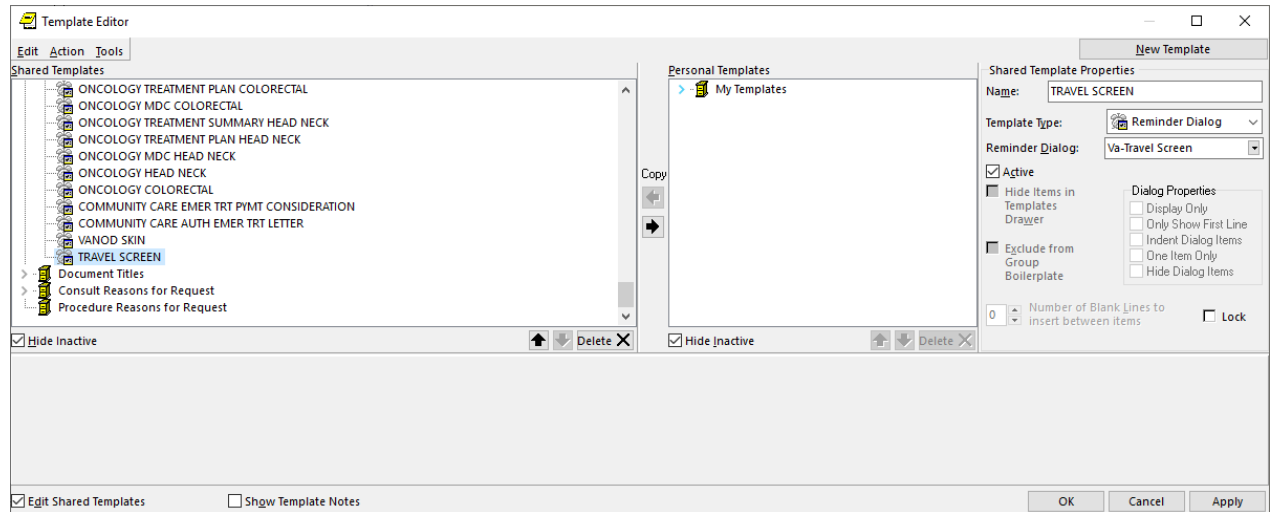 Template Editor
Edit Action Tools
New Template
Shared Templates
ONCOLOGY TREATMENT PLAN COLORECTAL
ONCOLOGY MDC COLORECTAL
ONCOLOGY TREATMENT SUMMARY HEAD NECK
ONCOLOGY TREATMENT PLAN HEAD NECK
ONCOLOGY MDC HEAD NECK
ONCOLOGY HEAD NECK
ONCOLOGY COLORECTAL
COMMUNITY CARE EMER TRT PYMT CONSIDERATION
COMMUNITY CARE AUTH EMER TRT LETTER
VANOD SKIN
TRAVEL SCREEN
Document Titles
Consult Reasons for Request
Procedure Reasons for Request
Hide Inactive
Delete
Copy
Personal Templates
My Templates
Hide Inactive
Delete
Shared Template Properties
Name: TRAVEL SCREEN
Template Type: Reminder Dialog
Reminder Dialog: Va-Travel Screen
Active
Hide Items in
Templates
Drawer
Exclude from
Group
Boilerplate
Dialog Properties
Display Only
Only Show First Line
Indent Dialog Items
One Item Only
Hide Dialog Items
0 Number of Blank Lines to
insert between items
Lock
Edit Shared Templates
Show Template Notes
OK Cancel Apply